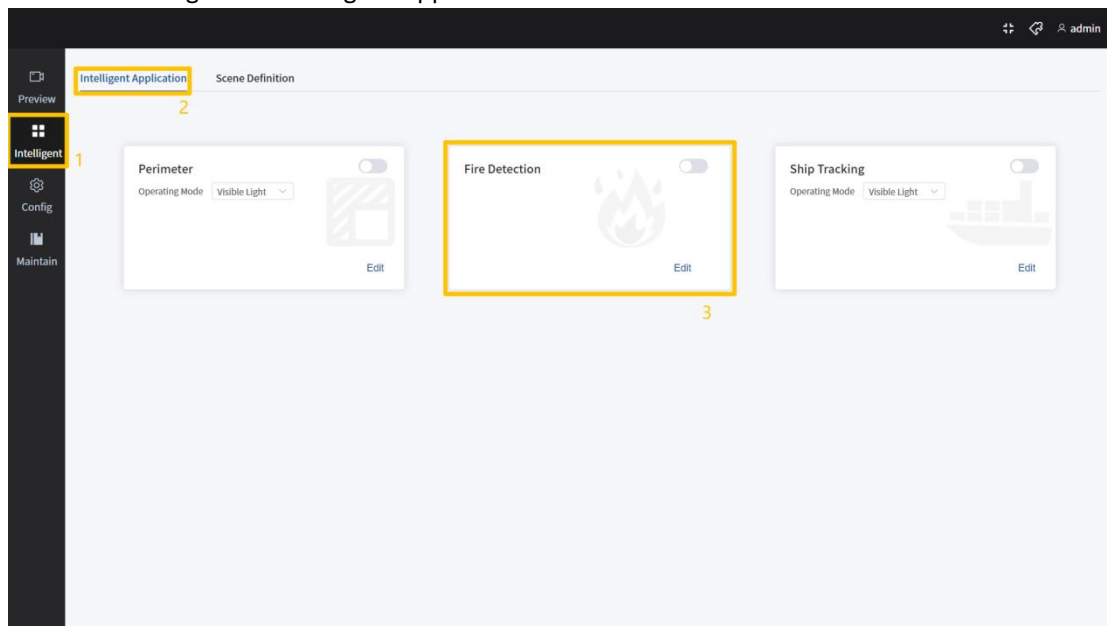 admin
Preview
Intelligent
Config
Maintain
1
Intelligent Application Scene Definition
2
Perimeter
Operating Mode Visible Light
Edit
Fire Detection
Edit
3
Ship Tracking
Operating Mode Visible Light
Edit